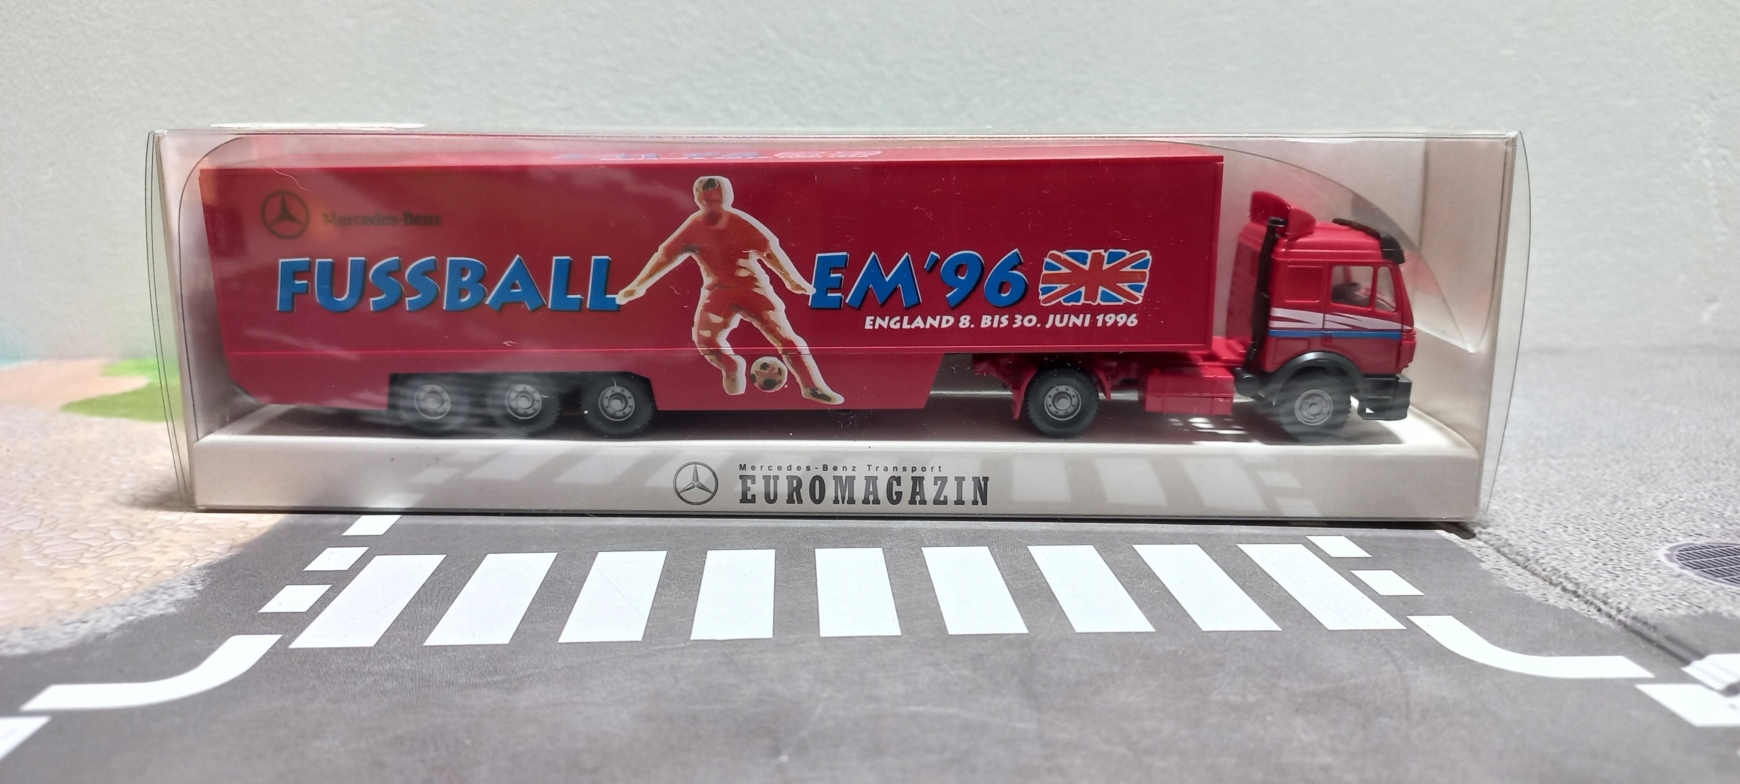 Mercedes-Benz
FUSSBALL EM'96
ENGLAND 8. BIS 30. JUNI 1996
Mercedes-Benz Transport
EUROMAGAZIN